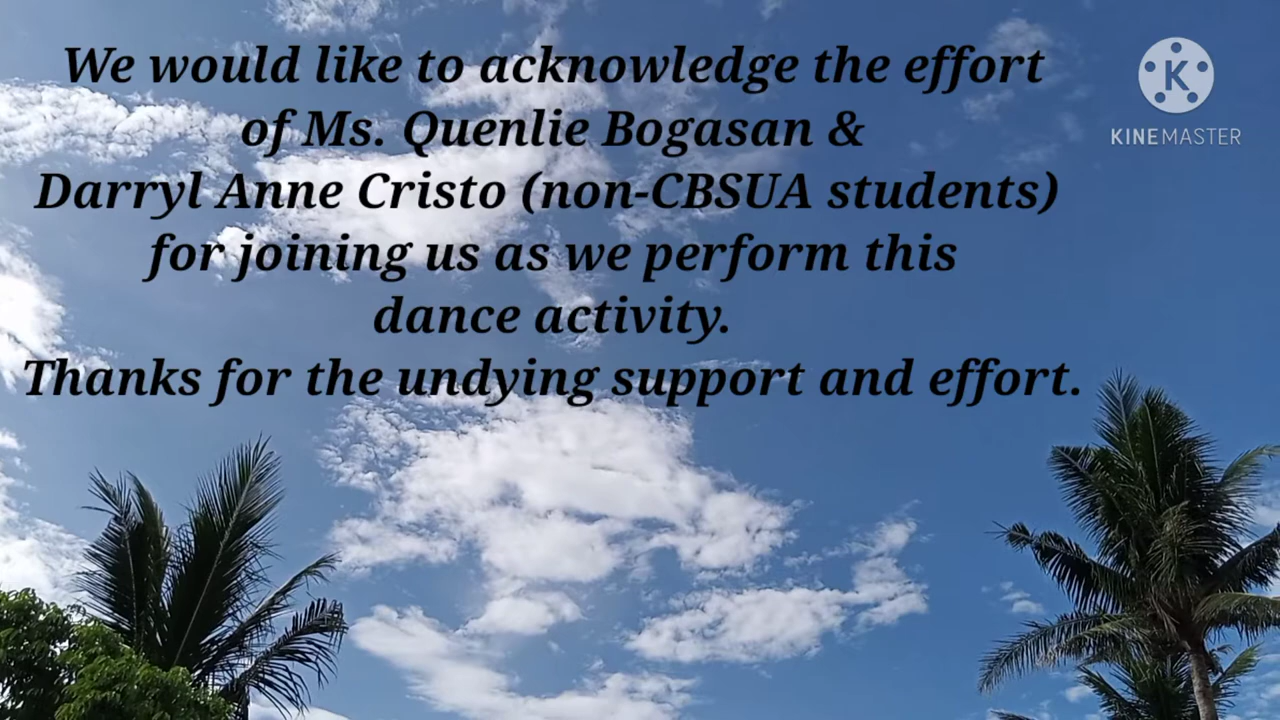 We would like to acknowledge the effort
of Ms. Quenlie Bogasan &
Darryl Anne Cristo (non-CBSUA students)
for joining us as we perform this
dance activity.
Thanks for the undying support and effort.
K
KINEMASTER